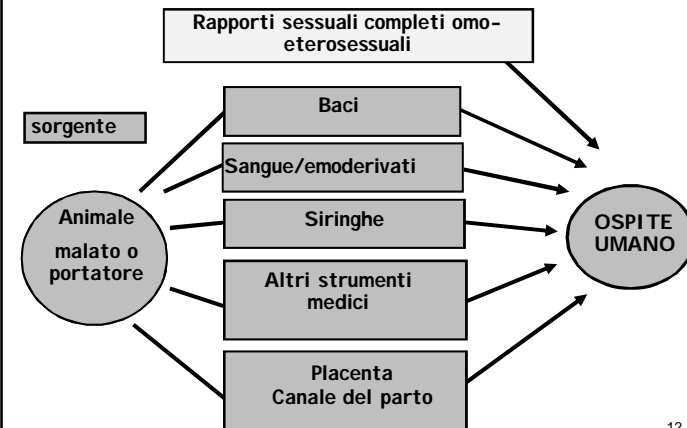 Rapporti sessuali completi omo-
eterosessuali
Baci
sorgente
Sangue/emoderivati
Animale
malato o
portatore
Siringhe
OSPITE
UMANO
Altri strumenti
medici
Placenta
Canale del parto
12